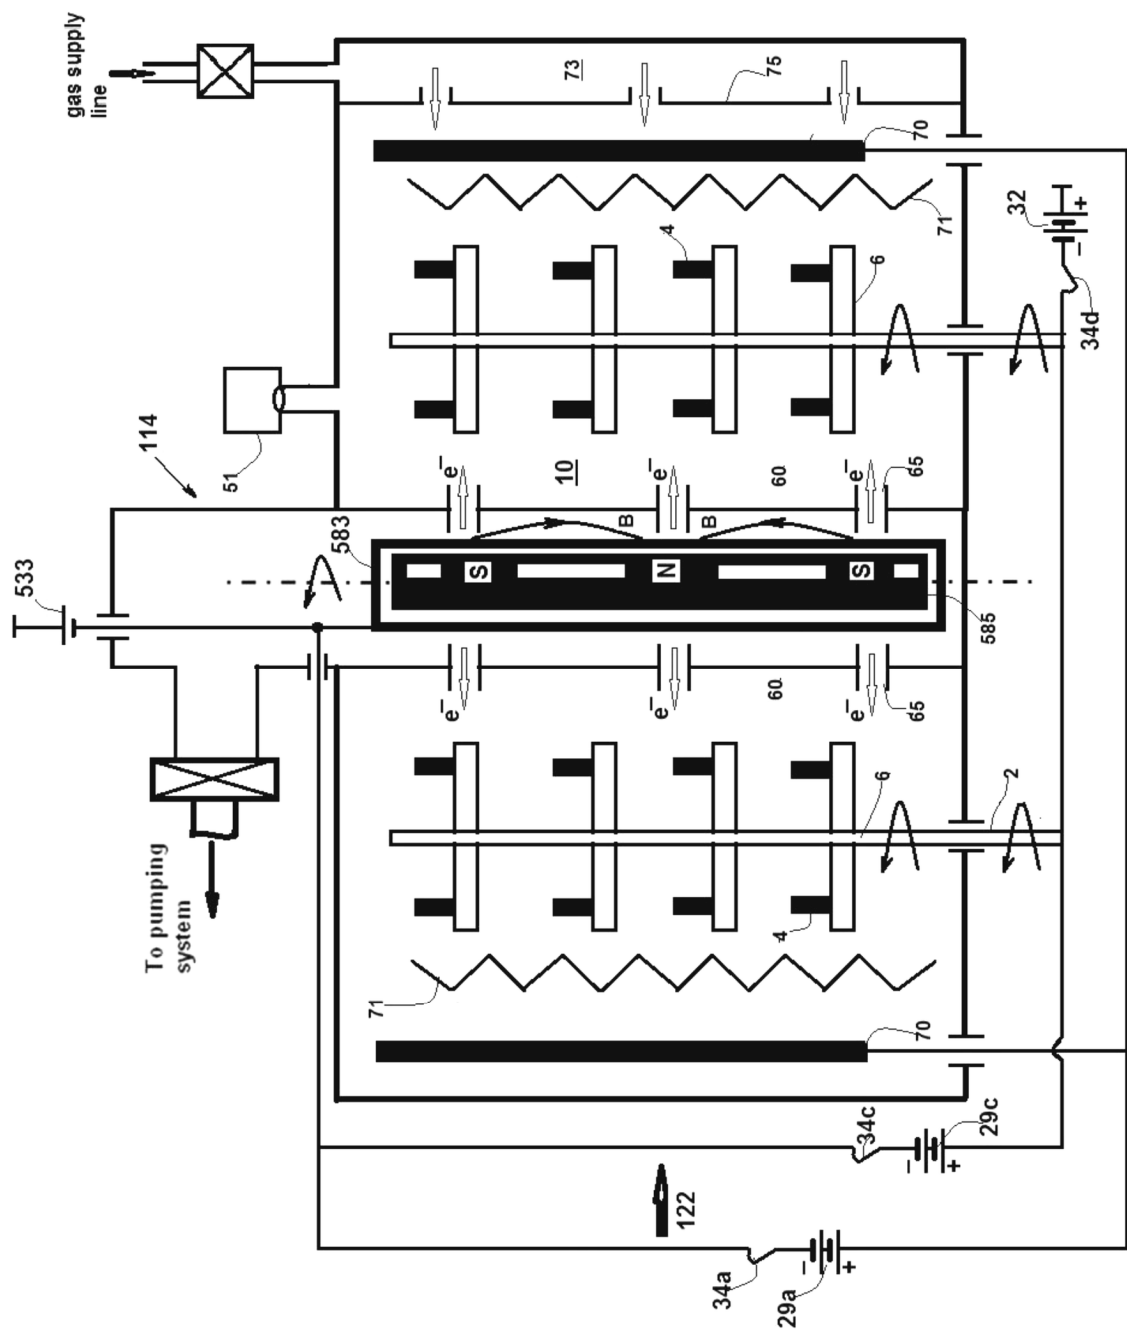 gas supply
line
73
75
70
71
4
6
32
+
−
34d
51
114
e−
10
e−
60
e−
65
B
B
583
533
S
N
S
585
e−
e−
60
e−
65
To pumping
system
6
2
4
71
70
34c
−
+
29c
122
34a
−
+
29a